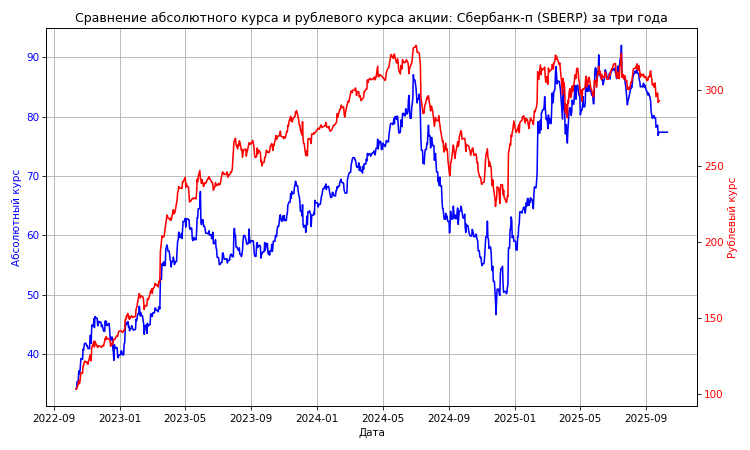 Сравнение абсолютного курса и рублевого курса акции: Сбербанк-п (SBERP) за три года
Абсолютный курс
90
80
70
60
50
40
300
250
200
150
100
Рублевый курс
2022-09 2023-01 2023-05 2023-09 2024-01 2024-05 2024-09 2025-01 2025-05 2025-09
Дата